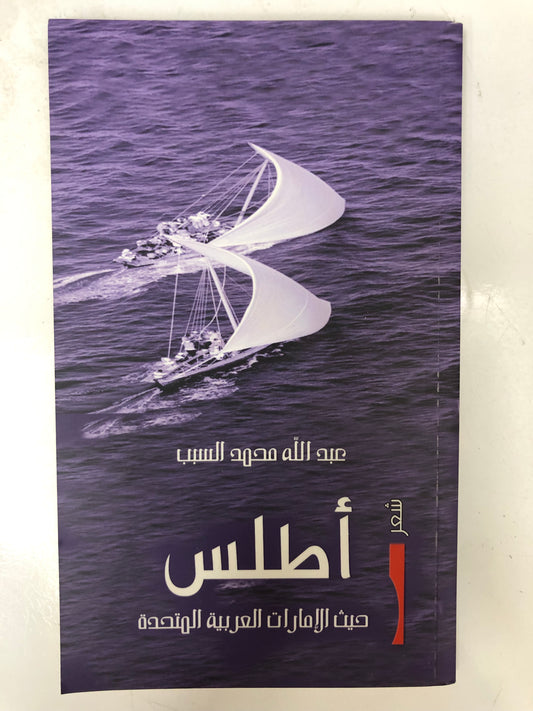 عبد الله محمد السبب
شعر
أطلس
حيث الإمارات العربية المتحدة